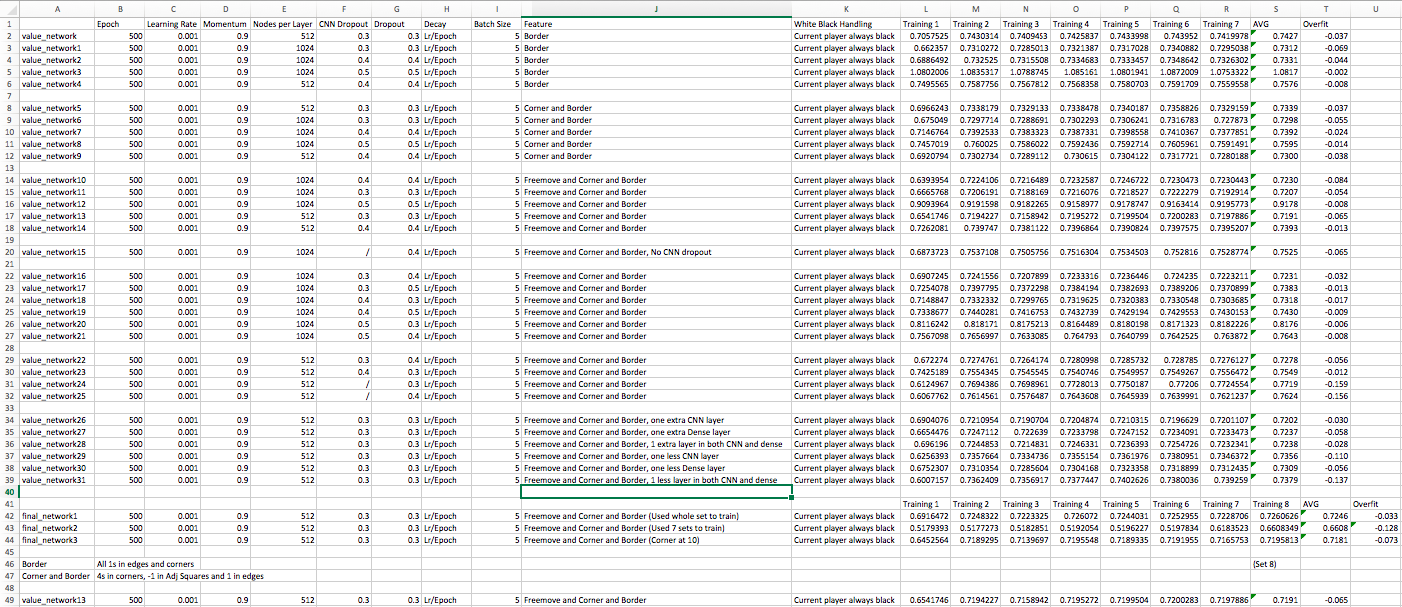 A B C D E F G H I J K L M N O P Q R S T U
1 Epoch Learning Rate Momentum Nodes per Layer CNN Dropout Dropout Decay Batch Size Feature White Black Handling Training 1 Training 2 Training 3 Training 4 Training 5 Training 6 Training 7 AVG Overfit
2 value_network 500 0.001 0.9 512 0.3 0.3 Lr/Epoch 5 Border Current player always black 0.7057525 0.7430314 0.7409453 0.7425837 0.7433998 0.743952 0.7419978 0.7427 -0.037
3 value_network1 500 0.001 0.9 1024 0.3 0.3 Lr/Epoch 5 Border Current player always black 0.662357 0.7310272 0.7285013 0.7321387 0.7317028 0.7340882 0.7295038 0.7312 -0.069
4 value_network2 500 0.001 0.9 1024 0.4 0.4 Lr/Epoch 5 Border Current player always black 0.6886492 0.732525 0.7315508 0.7334683 0.7333457 0.7348642 0.7326302 0.7331 -0.044
5 value_network3 500 0.001 0.9 1024 0.5 0.5 Lr/Epoch 5 Border Current player always black 1.0802006 1.0835317 1.0788745 1.085161 1.0801941 1.0872009 1.0753322 1.0817 -0.002
6 value_network4 500 0.001 0.9 512 0.4 0.4 Lr/Epoch 5 Border Current player always black 0.7495565 0.7587756 0.7567812 0.7568358 0.7580703 0.7591709 0.7559558 0.7576 -0.008
7
8 value_network5 500 0.001 0.9 512 0.3 0.3 Lr/Epoch 5 Corner and Border Current player always black 0.6966243 0.7338179 0.7329133 0.7338478 0.7340187 0.7358826 0.7329159 0.7339 -0.037
9 value_network6 500 0.001 0.9 1024 0.3 0.3 Lr/Epoch 5 Corner and Border Current player always black 0.675049 0.7297714 0.7288691 0.7302293 0.7306241 0.7316783 0.727873 0.7298 -0.055
10 value_network7 500 0.001 0.9 1024 0.4 0.4 Lr/Epoch 5 Corner and Border Current player always black 0.7146764 0.7392533 0.7383323 0.7387331 0.7398558 0.7410367 0.7377851 0.7392 -0.024
11 value_network8 500 0.001 0.9 1024 0.5 0.5 Lr/Epoch 5 Corner and Border Current player always black 0.7457019 0.760025 0.7586022 0.7592436 0.7592714 0.7605961 0.7591491 0.7595 -0.014
12 value_network9 500 0.001 0.9 512 0.4 0.4 Lr/Epoch 5 Corner and Border Current player always black 0.6920794 0.7302734 0.7289112 0.730615 0.7304122 0.7317721 0.7280188 0.7300 -0.038
13
14 value_network10 500 0.001 0.9 1024 0.4 0.4 Lr/Epoch 5 Freemove and Corner and Border Current player always black 0.6393954 0.7224106 0.7216489 0.7232587 0.7246722 0.7230473 0.7230443 0.7230 -0.084
15 value_network11 500 0.001 0.9 1024 0.3 0.3 Lr/Epoch 5 Freemove and Corner and Border Current player always black 0.6665768 0.7206191 0.7188169 0.7216076 0.7218527 0.7222279 0.7192914 0.7207 -0.054
16 value_network12 500 0.001 0.9 1024 0.5 0.5 Lr/Epoch 5 Freemove and Corner and Border Current player always black 0.9093964 0.9191598 0.9182265 0.9158977 0.9178747 0.9163414 0.9195773 0.9178 -0.008
17 value_network13 500 0.001 0.9 512 0.3 0.3 Lr/Epoch 5 Freemove and Corner and Border Current player always black 0.6541746 0.7194227 0.7158942 0.7195272 0.7199504 0.7200283 0.7197886 0.7191 -0.065
18 value_network14 500 0.001 0.9 512 0.4 0.4 Lr/Epoch 5 Freemove and Corner and Border Current player always black 0.7262081 0.739747 0.7381122 0.7396864 0.7390824 0.7397575 0.7395207 0.7393 -0.013
19
20 value_network15 500 0.001 0.9 1024 / 0.4 Lr/Epoch 5 Freemove and Corner and Border, No CNN dropout Current player always black 0.6873723 0.7537108 0.7505756 0.7516304 0.7534503 0.752816 0.7528774 0.7525 -0.065
21
22 value_network16 500 0.001 0.9 1024 0.3 0.4 Lr/Epoch 5 Freemove and Corner and Border Current player always black 0.6907245 0.7241556 0.7207899 0.7233316 0.7236446 0.724235 0.7223211 0.7231 -0.032
23 value_network17 500 0.001 0.9 1024 0.3 0.5 Lr/Epoch 5 Freemove and Corner and Border Current player always black 0.7254078 0.7397795 0.7372298 0.7384194 0.7382693 0.7389206 0.7370899 0.7383 -0.013
24 value_network18 500 0.001 0.9 1024 0.4 0.3 Lr/Epoch 5 Freemove and Corner and Border Current player always black 0.7148847 0.7332332 0.7299765 0.7319625 0.7320383 0.7330548 0.7303685 0.7318 -0.017
25 value_network19 500 0.001 0.9 1024 0.4 0.5 Lr/Epoch 5 Freemove and Corner and Border Current player always black 0.7338677 0.7440281 0.7416753 0.7432739 0.7429194 0.7429553 0.7430153 0.7430 -0.009
26 value_network20 500 0.001 0.9 1024 0.5 0.3 Lr/Epoch 5 Freemove and Corner and Border Current player always black 0.8116242 0.818171 0.8175213 0.8164489 0.8180198 0.8171323 0.8182226 0.8176 -0.006
27 value_network21 500 0.001 0.9 1024 0.5 0.4 Lr/Epoch 5 Freemove and Corner and Border Current player always black 0.7567098 0.7656997 0.7633085 0.764793 0.7640799 0.7642525 0.763872 0.7643 -0.008
28
29 value_network22 500 0.001 0.9 512 0.3 0.4 Lr/Epoch 5 Freemove and Corner and Border Current player always black 0.672274 0.7274761 0.7264174 0.7280998 0.7285732 0.728785 0.7276127 0.7278 -0.056
30 value_network23 500 0.001 0.9 512 0.4 0.3 Lr/Epoch 5 Freemove and Corner and Border Current player always black 0.7425189 0.7554345 0.7545545 0.7540746 0.7549957 0.7549267 0.7556472 0.7549 -0.012
31 value_network24 500 0.001 0.9 512 / 0.3 Lr/Epoch 5 Freemove and Corner and Border Current player always black 0.6124967 0.7694386 0.7698961 0.7728013 0.7750187 0.77206 0.7724554 0.7719 -0.159
32 value_network25 500 0.001 0.9 512 / 0.4 Lr/Epoch 5 Freemove and Corner and Border Current player always black 0.6067762 0.7614561 0.7576487 0.7643608 0.7645939 0.7639991 0.7621237 0.7624 -0.156
33
34 value_network26 500 0.001 0.9 512 0.3 0.3 Lr/Epoch 5 Freemove and Corner and Border, one extra CNN layer Current player always black 0.6904076 0.7210954 0.7190704 0.7204874 0.7210315 0.7196629 0.7201107 0.7202 -0.030
35 value_network27 500 0.001 0.9 512 0.3 0.3 Lr/Epoch 5 Freemove and Corner and Border, one extra Dense layer Current player always black 0.6654476 0.7247112 0.722639 0.7233798 0.7247152 0.7234091 0.7233473 0.7237 -0.058
36 value_network28 500 0.001 0.9 512 0.3 0.3 Lr/Epoch 5 Freemove and Corner and Border, 1 extra layer in both CNN and dense Current player always black 0.696196 0.7244853 0.7214831 0.7246331 0.7236393 0.7254726 0.7232341 0.7238 -0.028
37 value_network29 500 0.001 0.9 512 0.3 0.3 Lr/Epoch 5 Freemove and Corner and Border, one less CNN layer Current player always black 0.6256393 0.7357664 0.7334736 0.7355154 0.7361976 0.7380951 0.7346372 0.7356 -0.110
38 value_network30 500 0.001 0.9 512 0.3 0.3 Lr/Epoch 5 Freemove and Corner and Border, one less Dense layer Current player always black 0.6752307 0.7310354 0.7285604 0.7304168 0.7323358 0.7318899 0.7312435 0.7309 -0.056
39 value_network31 500 0.001 0.9 512 0.3 0.3 Lr/Epoch 5 Freemove and Corner and Border, 1 less layer in both CNN and dense Current player always black 0.6007157 0.7362409 0.7356917 0.7377447 0.7402626 0.7380036 0.739259 0.7379 -0.137
40
41 Training 1 Training 2 Training 3 Training 4 Training 5 Training 6 Training 7 Training 8 AVG Overfit
42 final_network1 500 0.001 0.9 512 0.3 0.3 Lr/Epoch 5 Freemove and Corner and Border (Used whole set to train) Current player always black 0.6916472 0.7248322 0.7223325 0.726072 0.7244031 0.7252955 0.7228706 0.7260626 0.7246 -0.033
43 final_network2 500 0.001 0.9 512 0.3 0.3 Lr/Epoch 5 Freemove and Corner and Border (Used 7 sets to train) Current player always black 0.5179393 0.5177273 0.5182851 0.5192054 0.5196227 0.5197834 0.6183523 0.6608349 0.6608 -0.128
44 final_network3 500 0.001 0.9 512 0.3 0.3 Lr/Epoch 5 Freemove and Corner and Border (Corner at 10) Current player always black 0.6452564 0.7189295 0.7139697 0.7195548 0.7189335 0.7191955 0.7165753 0.7195813 0.7181 -0.073
45
46 Border All 1s in edges and corners (Set 8)
47 Corner and Border 4s in corners, -1 in Adj Squares and 1 in edges
48
49 value_network13 500 0.001 0.9 512 0.3 0.3 Lr/Epoch 5 Freemove and Corner and Border Current player always black 0.6541746 0.7194227 0.7158942 0.7195272 0.7199504 0.7200283 0.7197886 0.7191 -0.065